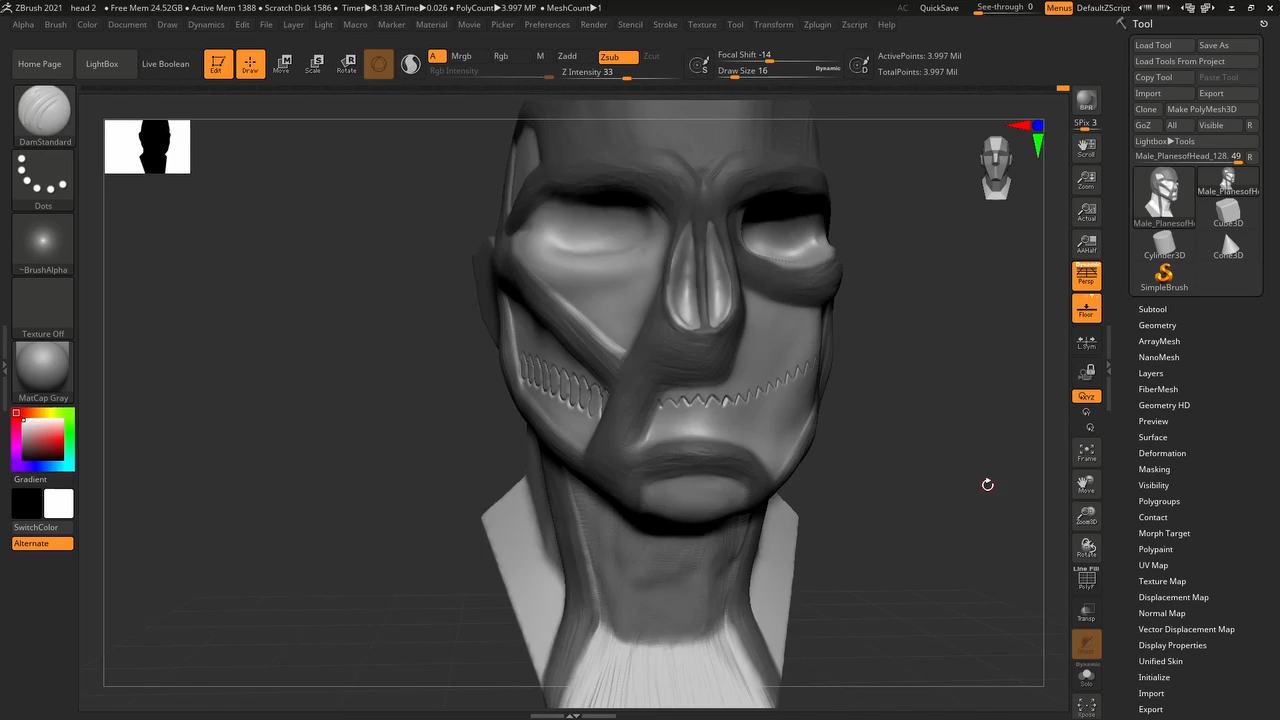 ZBrush 2021 head 2 ● Free Mem 24.52GB ● Active Mem 1388 ● Scratch Disk 1586 ● Timer▶8.138 ATime▶0.026 ● PolyCount▶3.997 MP ● MeshCount▶1 AC QuickSave See-through 0 Menus DefaultZScript
Alpha Brush Color Document Draw Dynamics Edit File Layer Light Macro Marker Material Movie Picker Preferences Render Stencil Stroke Texture Tool Transform Zplugin Zscript Help
Tool
Home Page LightBox Live Boolean Edit Draw Move Scale Rotate A Mrgb Rgb M Zadd Zsub Zcut Focal Shift -14 ActivePoints: 3.997 Mil
Rgb Intensity Z Intensity 33 Draw Size 16 Dynamic TotalPoints: 3.997 Mil
S D
Load Tool Save As
Load Tools From Project
Copy Tool Paste Tool
Import Export
Clone Make PolyMesh3D
GoZ All Visible R
Lightbox▶Tools
Male_PlanesofHead_128. 49 R
Male_PlanesofH Male_PlanesofHe
Cube3D
Cylinder3D Cone3D
SimpleBrush
Subtool
Geometry
ArrayMesh
NanoMesh
Layers
FiberMesh
Geometry HD
Preview
Surface
Deformation
Masking
Visibility
Polygroups
Contact
Morph Target
Polypaint
UV Map
Texture Map
Displacement Map
Normal Map
Vector Displacement Map
Display Properties
Unified Skin
Initialize
Import
Export
DamStandard
Dots
~BrushAlpha
Texture Off
MatCap Gray
Gradient
SwitchColor
Alternate
BPR
SPix 3
Scroll
Zoom
Actual
AAHalf
Dynamic
Persp
Floor
L.Sym
XYZ
Frame
Move
Zoom3D
Rotate
Line Fill
PolyF
Transp
Dynamic
Solo
Xpose